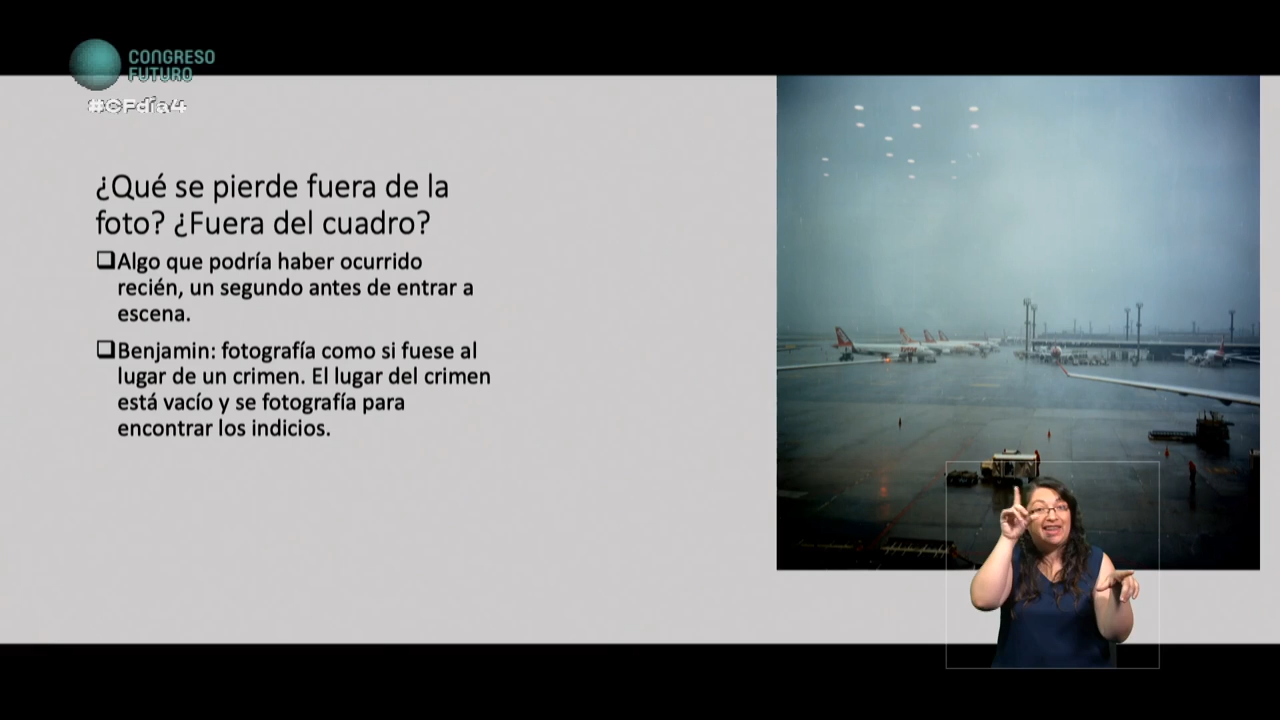 CONGRESO
FUTURO
#CFdía4
¿Qué se pierde fuera de la
foto? ¿Fuera del cuadro?
❑Algo que podría haber ocurrido
recién, un segundo antes de entrar a
escena.
❑Benjamin: fotografía como si fuese al
lugar de un crimen. El lugar del crimen
está vacío y se fotografía para
encontrar los indicios.